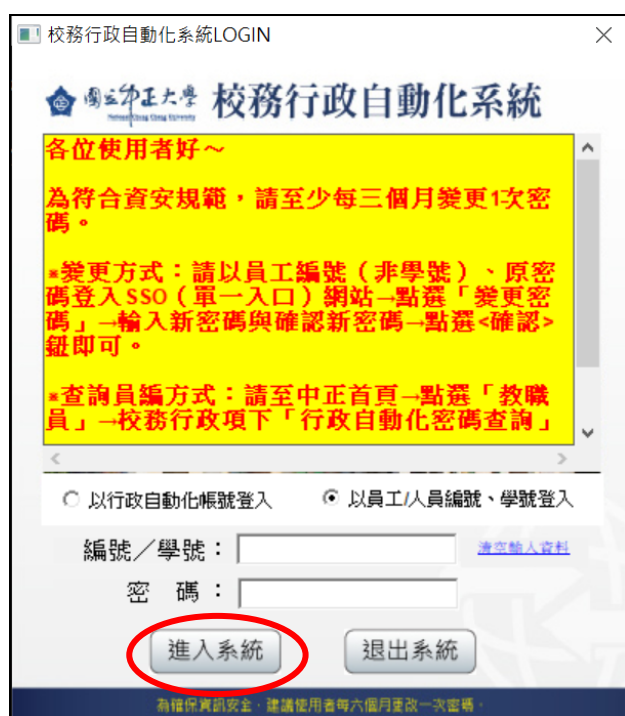 校務行政自動化系統LOGIN
國立中正大學 校務行政自動化系統
National Chung Cheng University
各位使用者好～
為符合資安規範，請至少每三個月變更1次密
碼。
*變更方式：請以員工編號（非學號）、原密
碼登入SSO（單一入口）網站→點選「變更密
碼」→輸入新密碼與確認新密碼→點選<確認>
鈕即可。
*查詢員編方式：請至中正首頁→點選「教職
員」→校務行政項下「行政自動化密碼查詢」
以行政自動化帳號登入 以員工/人員編號、學號登入
編號／學號： 清空輸入資料
密 碼：
進入系統 退出系統
為確保資訊安全，建議使用者每六個月更改一次密碼。